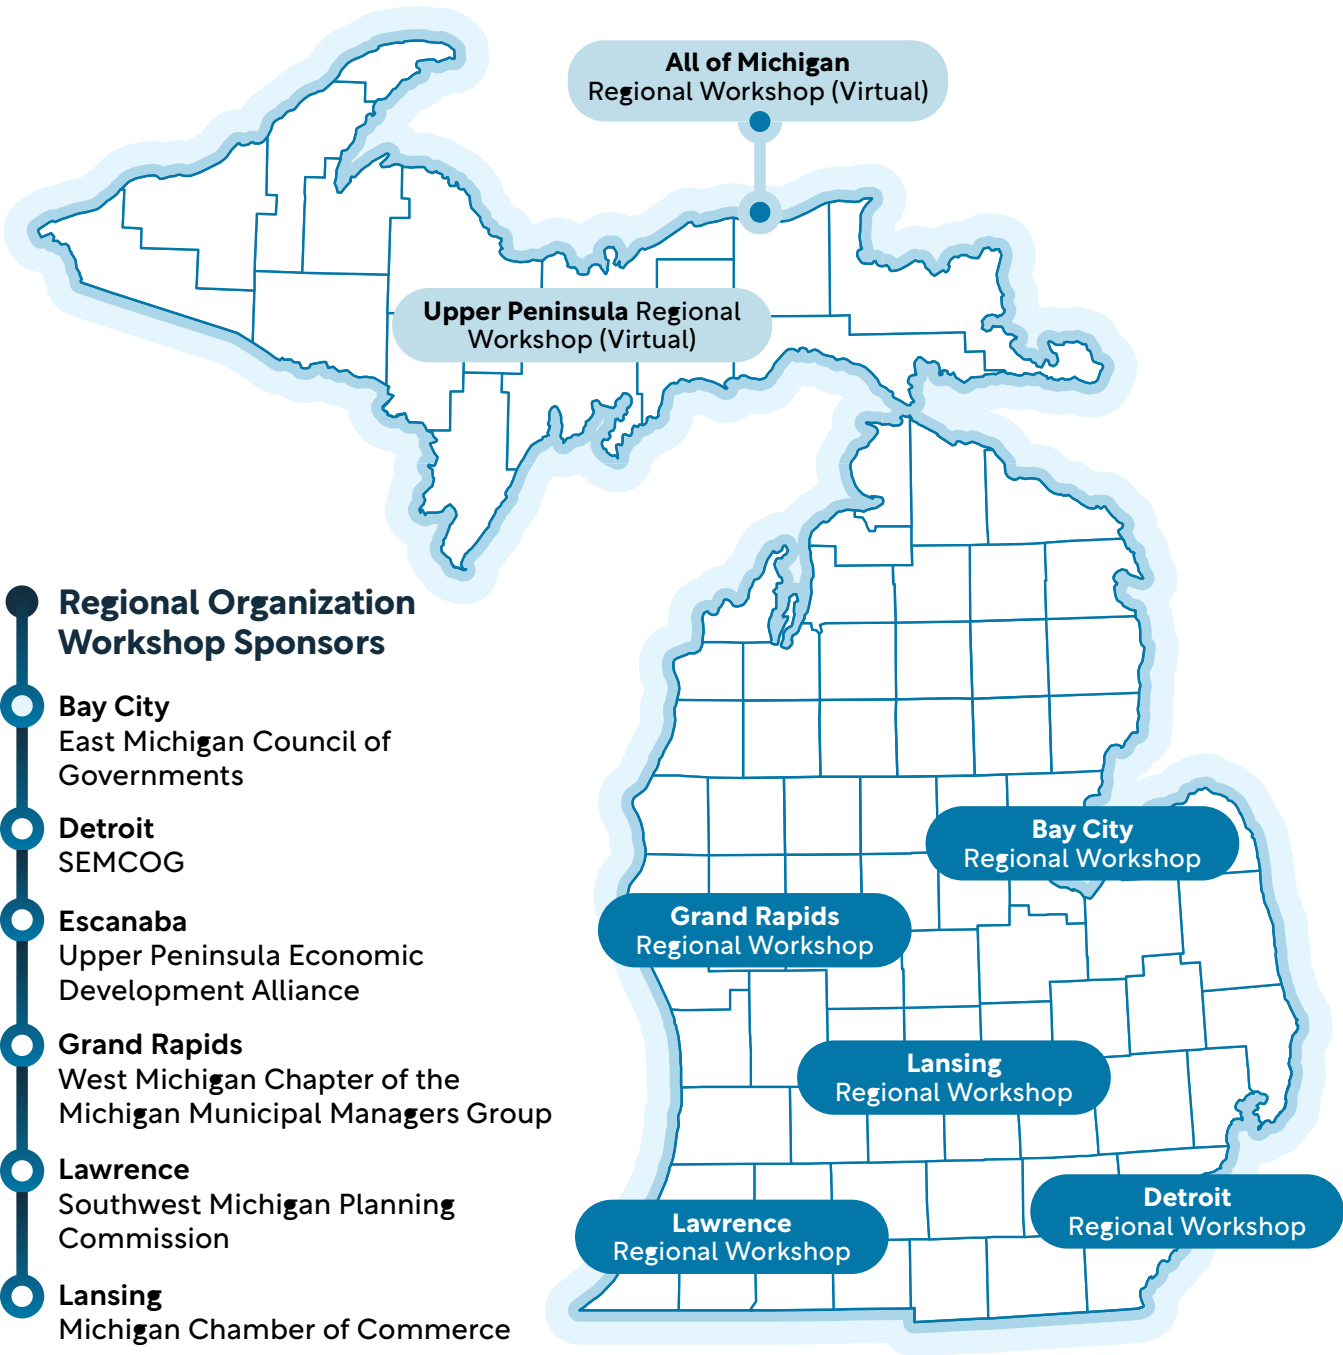 All of Michigan
Regional Workshop (Virtual)
Upper Peninsula Regional
Workshop (Virtual)
Regional Organization
Workshop Sponsors
Bay City
East Michigan Council of
Governments
Detroit
SEMCOG
Escanaba
Upper Peninsula Economic
Development Alliance
Grand Rapids
West Michigan Chapter of the
Michigan Municipal Managers Group
Lawrence
Southwest Michigan Planning
Commission
Lansing
Michigan Chamber of Commerce
Bay City
Regional Workshop
Grand Rapids
Regional Workshop
Lansing
Regional Workshop
Detroit
Regional Workshop
Lawrence
Regional Workshop